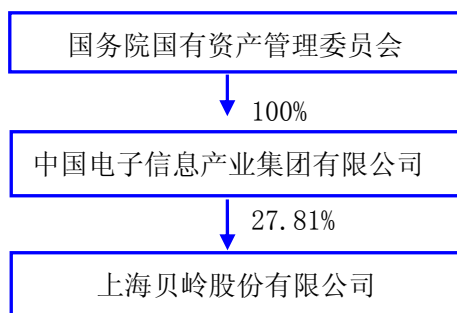 国务院国有资产管理委员会
100%
中国电子信息产业集团有限公司
27.81%
上海贝岭股份有限公司